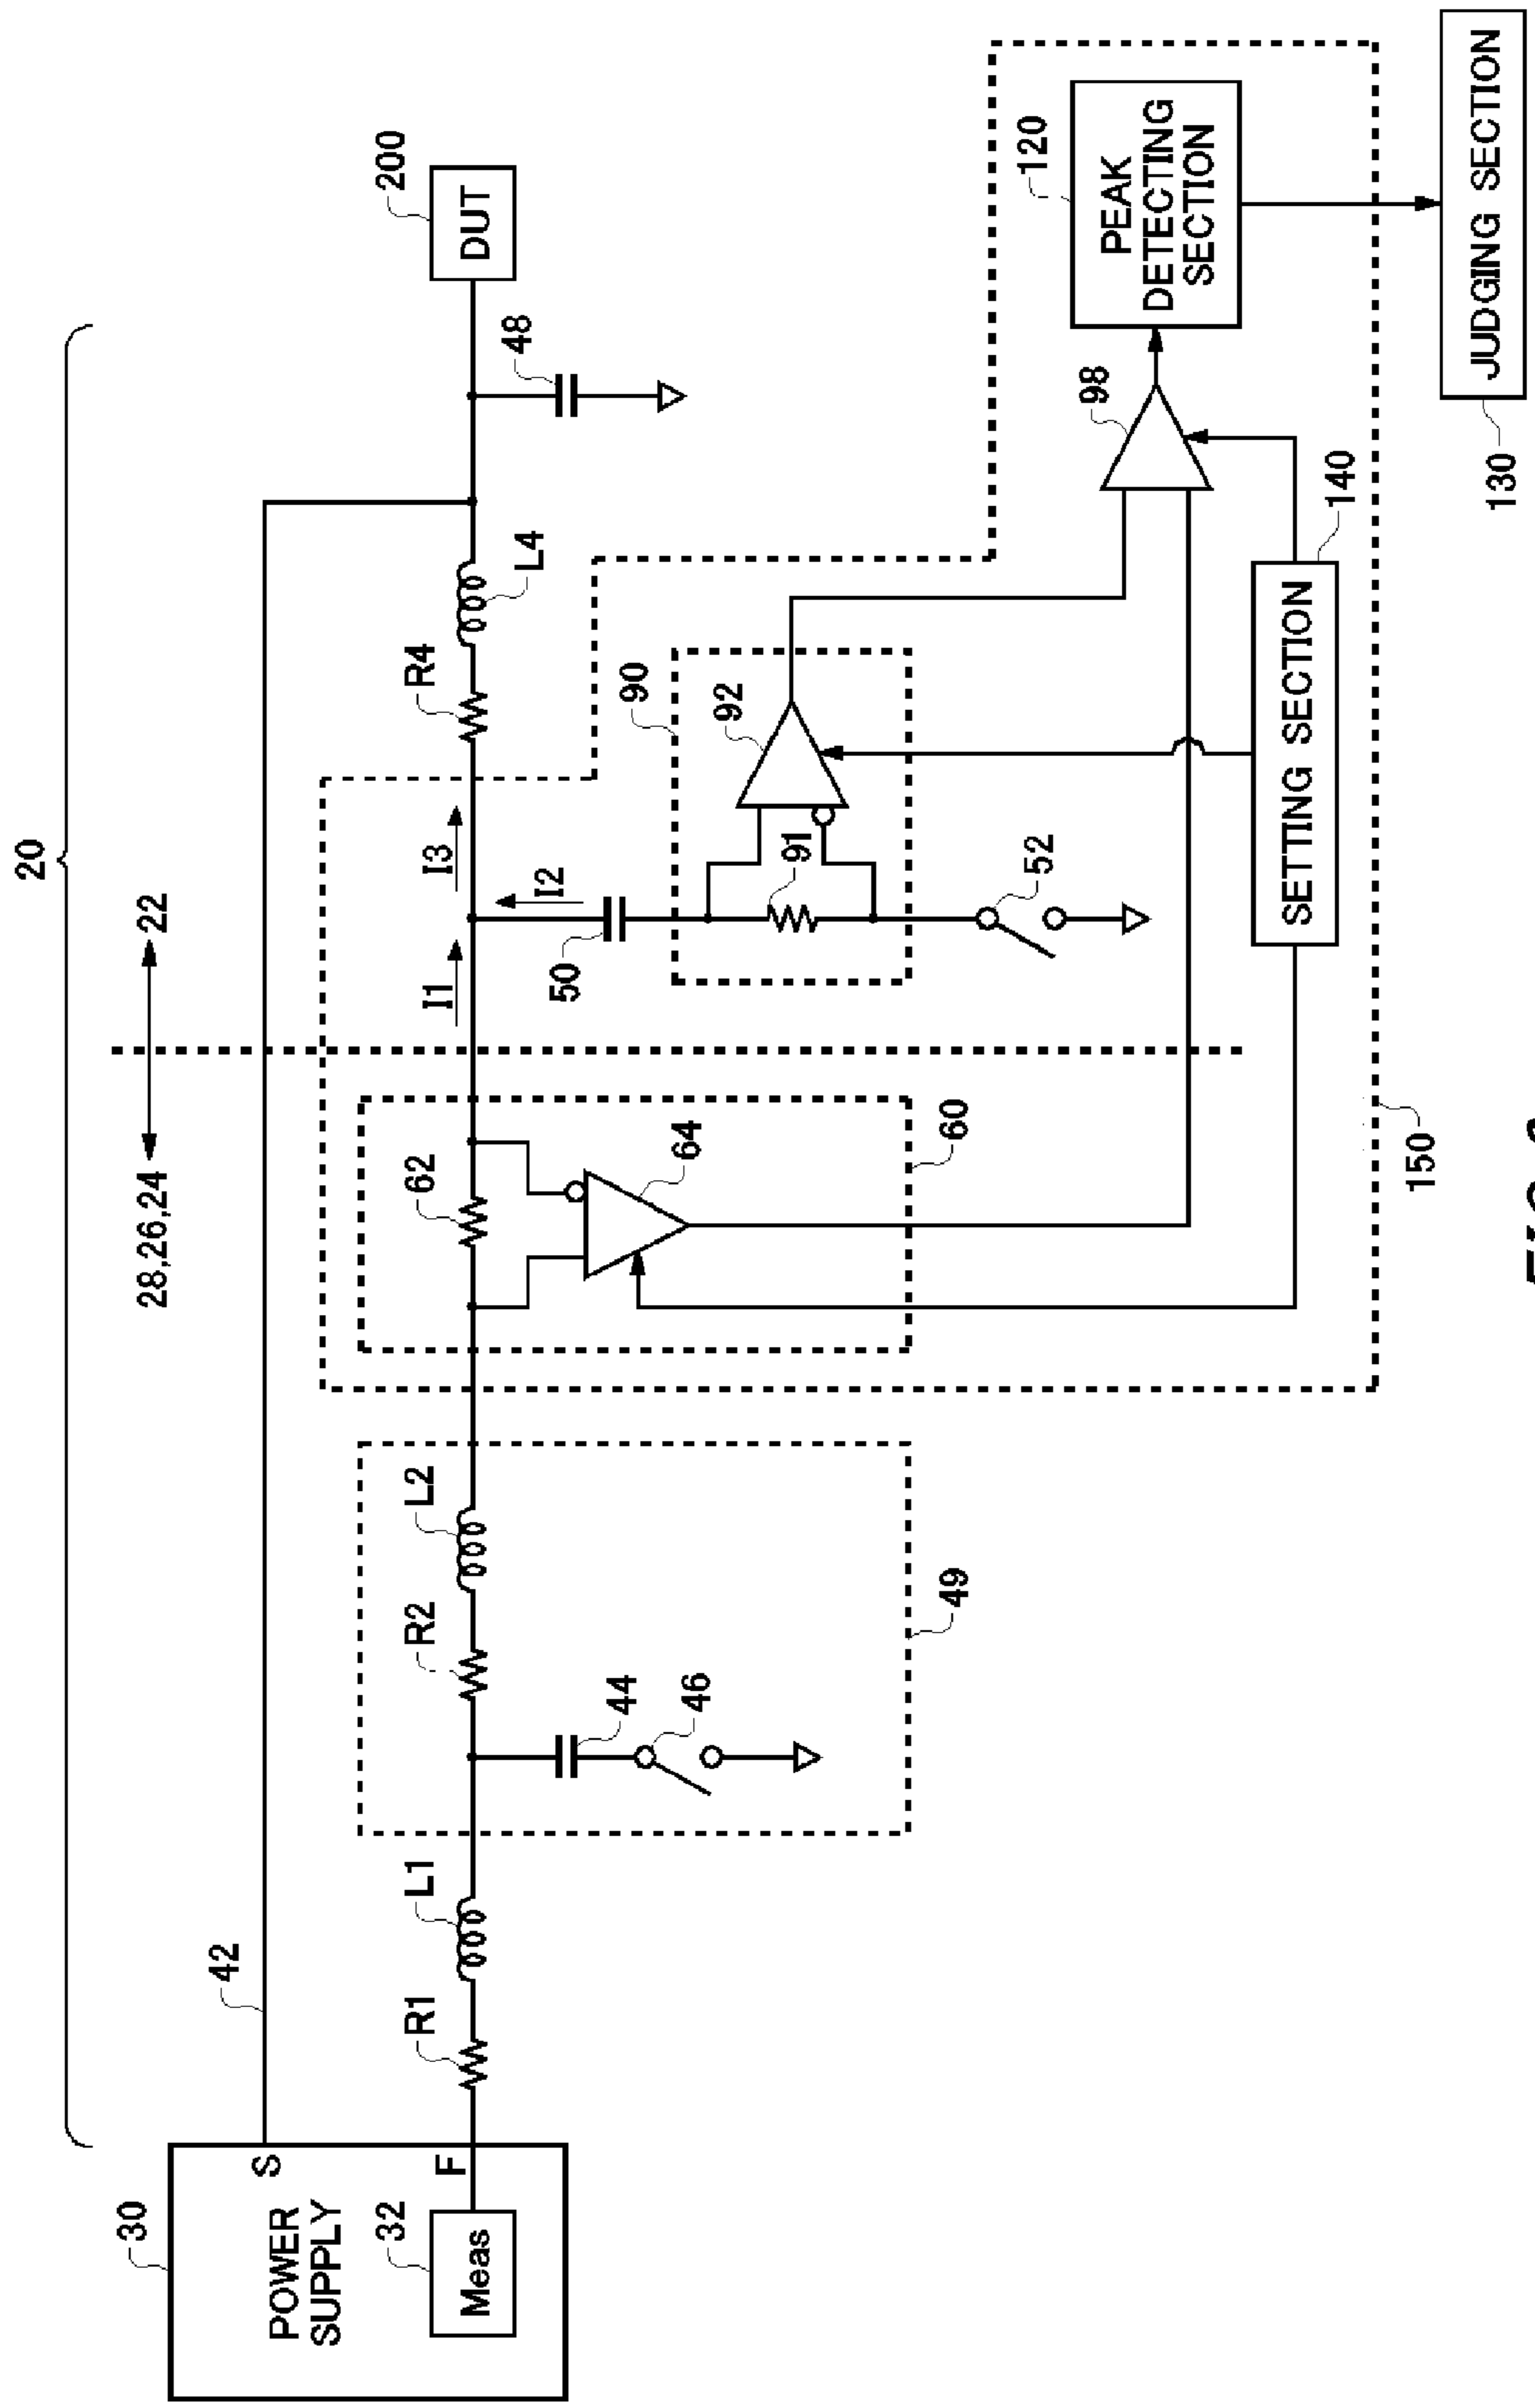 20
28,26,24
22
30
42
POWER
SUPPLY
S
F
32
Meas
R1
L1
R2
L2
62
I1
I3
R4
L4
200
DUT
44
46
64
50
I2
48
90
92
91
52
49
60
98
120
PEAK
DETECTING
SECTION
140
SETTING SECTION
150
130
JUDGING SECTION
FIG.